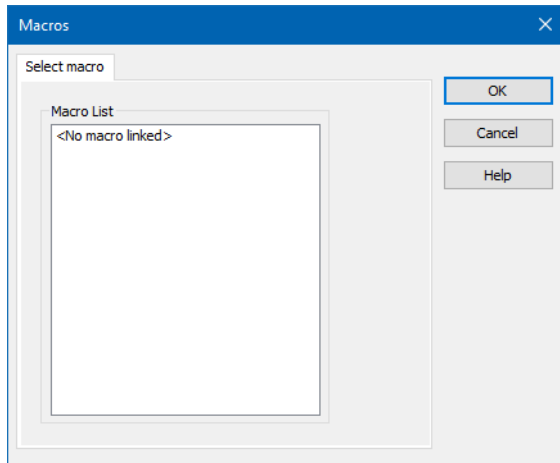 Macros
Select macro
Macro List
<No macro linked>
OK
Cancel
Help